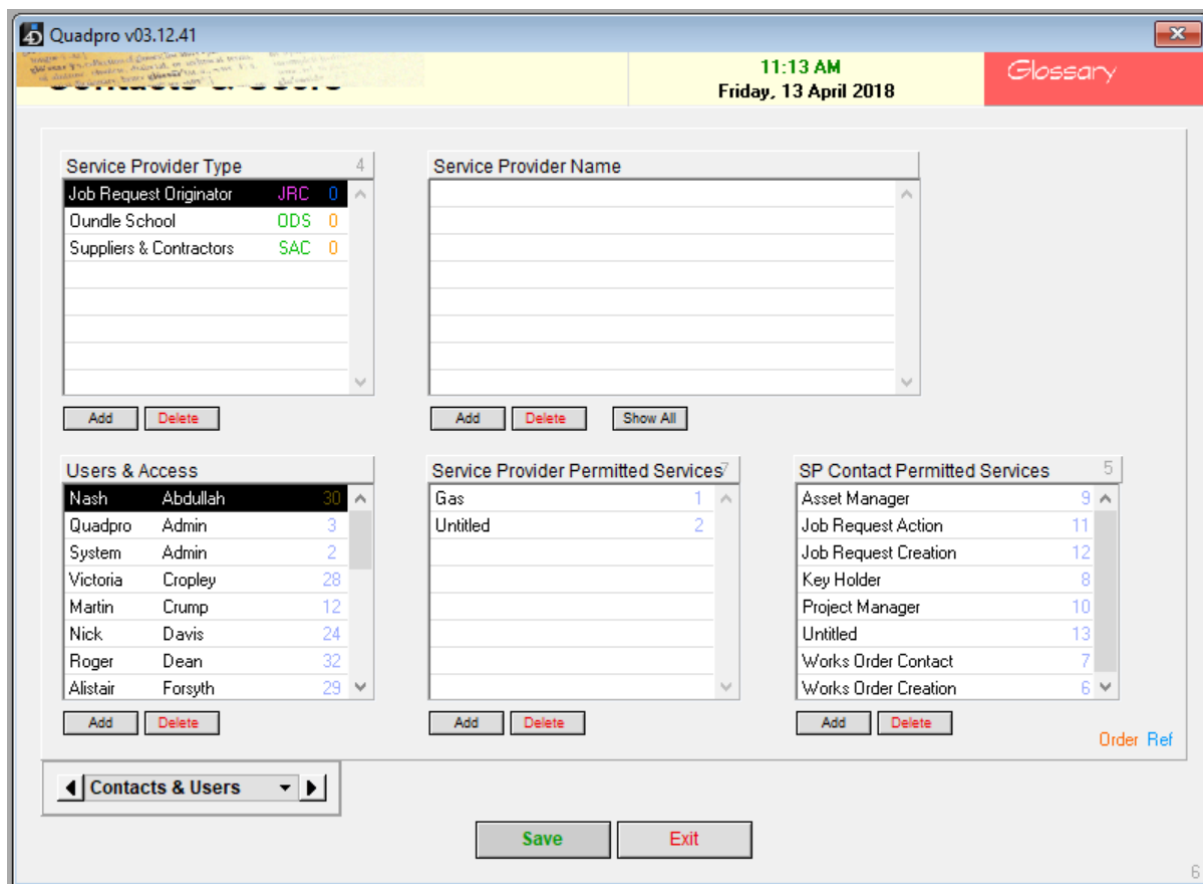 Quadpro v03.12.41
Contacts & Users
11:13 AM
Friday, 13 April 2018
Glossary
Service Provider Type 4
Job Request Originator JRC 0
Oundle School ODS 0
Suppliers & Contractors SAC 0
Add Delete
Service Provider Name
Add Delete Show All
Users & Access
Nash Abdullah 30
Quadpro Admin 3
System Admin 2
Victoria Cropley 28
Martin Crump 12
Nick Davis 24
Roger Dean 32
Alistair Forsyth 29
Add Delete
Service Provider Permitted Services 7
Gas 1
Untitled 2
Add Delete
SP Contact Permitted Services 5
Asset Manager 9
Job Request Action 11
Job Request Creation 12
Key Holder 8
Project Manager 10
Untitled 13
Works Order Contact 7
Works Order Creation 6
Add Delete
Order Ref
Contacts & Users
Save Exit
6